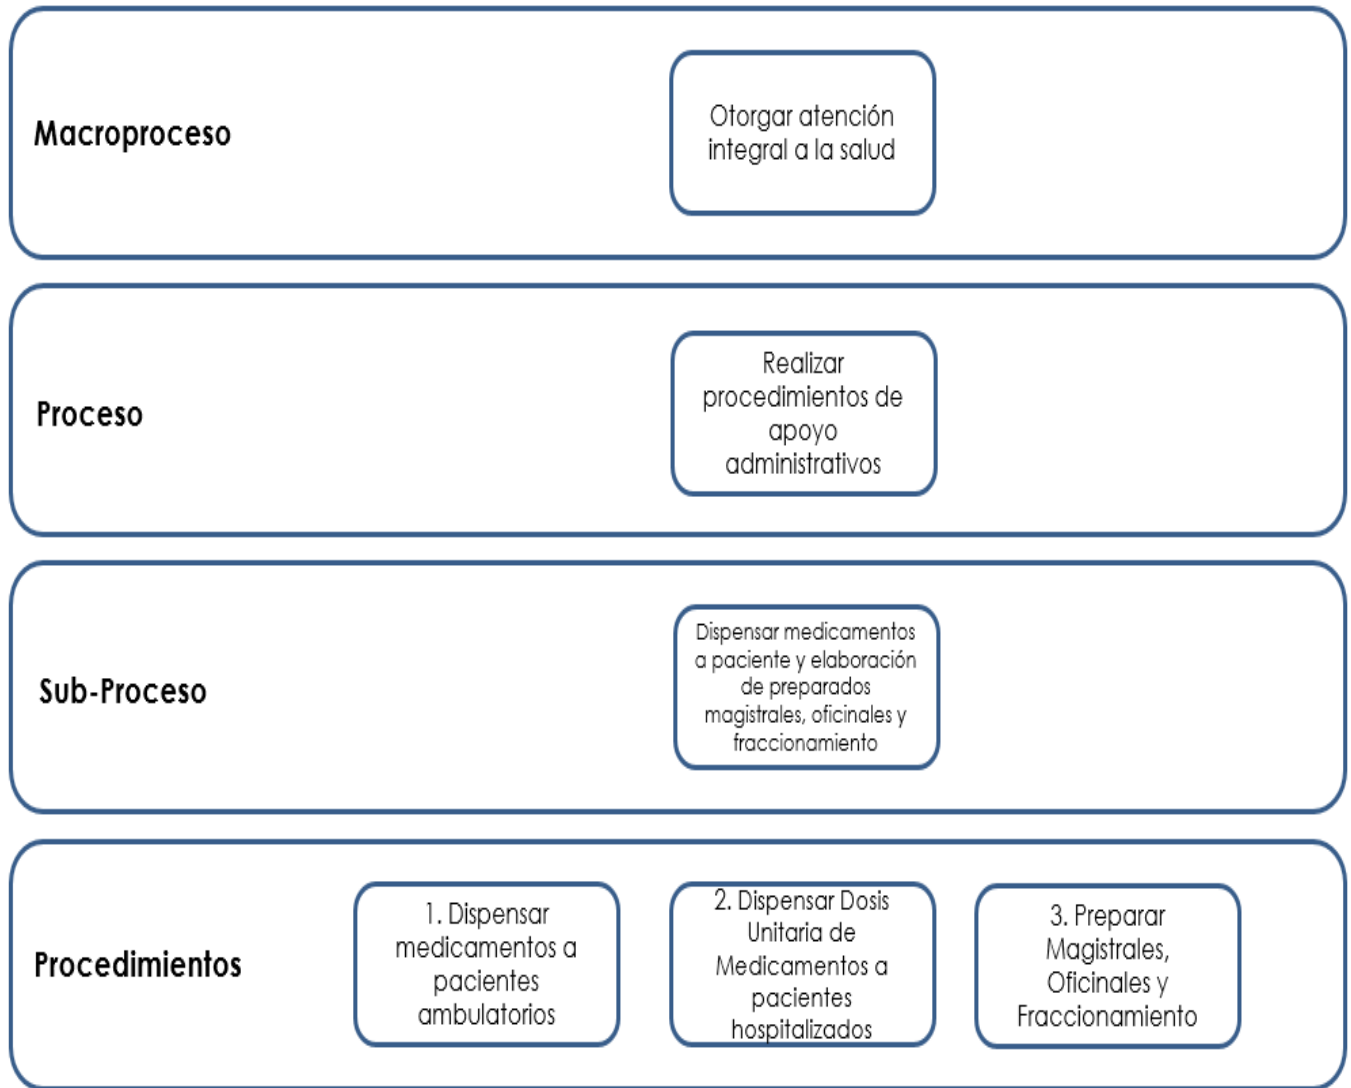 Macroproceso
Otorgar atención
integral a la salud
Proceso
Realizar
procedimientos de
apoyo
administrativos
Sub-Proceso
Dispensar medicamentos
a paciente y elaboración
de preparados
magistrales, oficinales y
fraccionamiento
Procedimientos
1. Dispensar
medicamentos a
pacientes
ambulatorios
2. Dispensar Dosis
Unitaria de
Medicamentos a
pacientes
hospitalizados
3. Preparar
Magistrales,
Oficinales y
Fraccionamiento